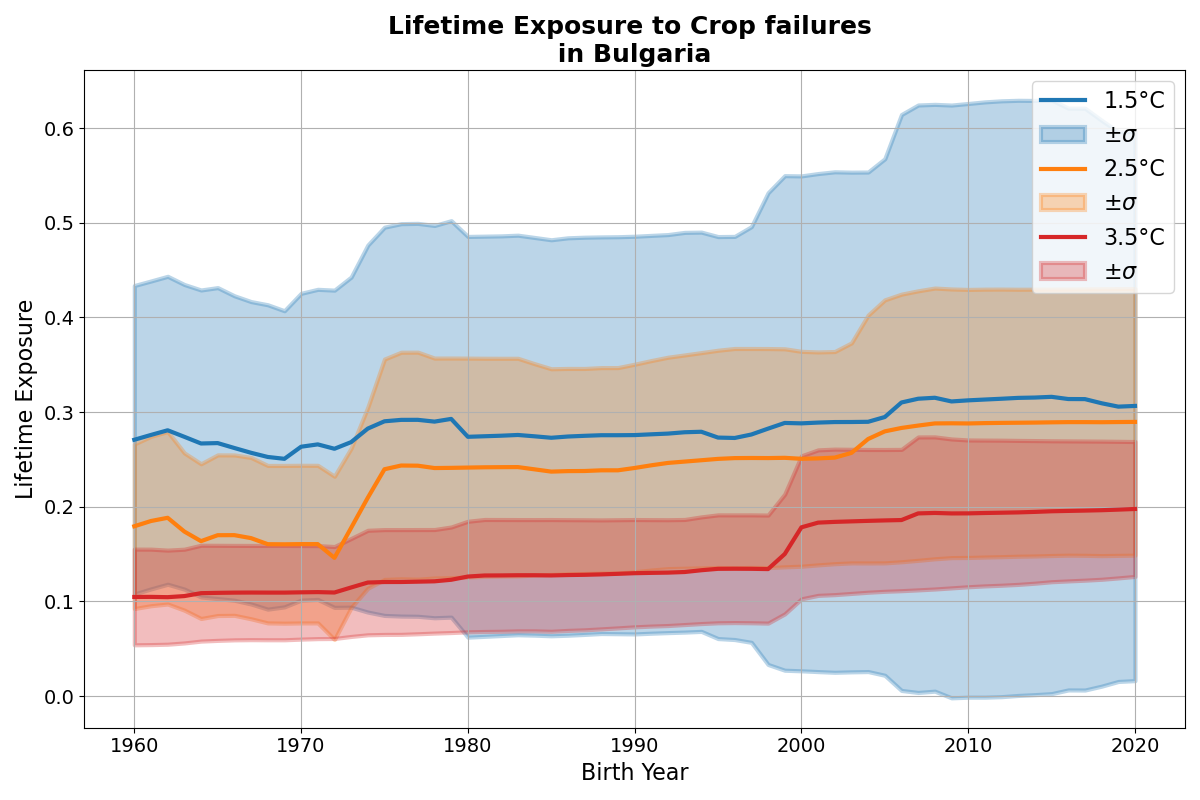 Lifetime Exposure to Crop failures
in Bulgaria
1.5°C
±σ
2.5°C
±σ
3.5°C
±σ
Lifetime Exposure
0.6
0.5
0.4
0.3
0.2
0.1
0.0
1960 1970 1980 1990 2000 2010 2020
Birth Year